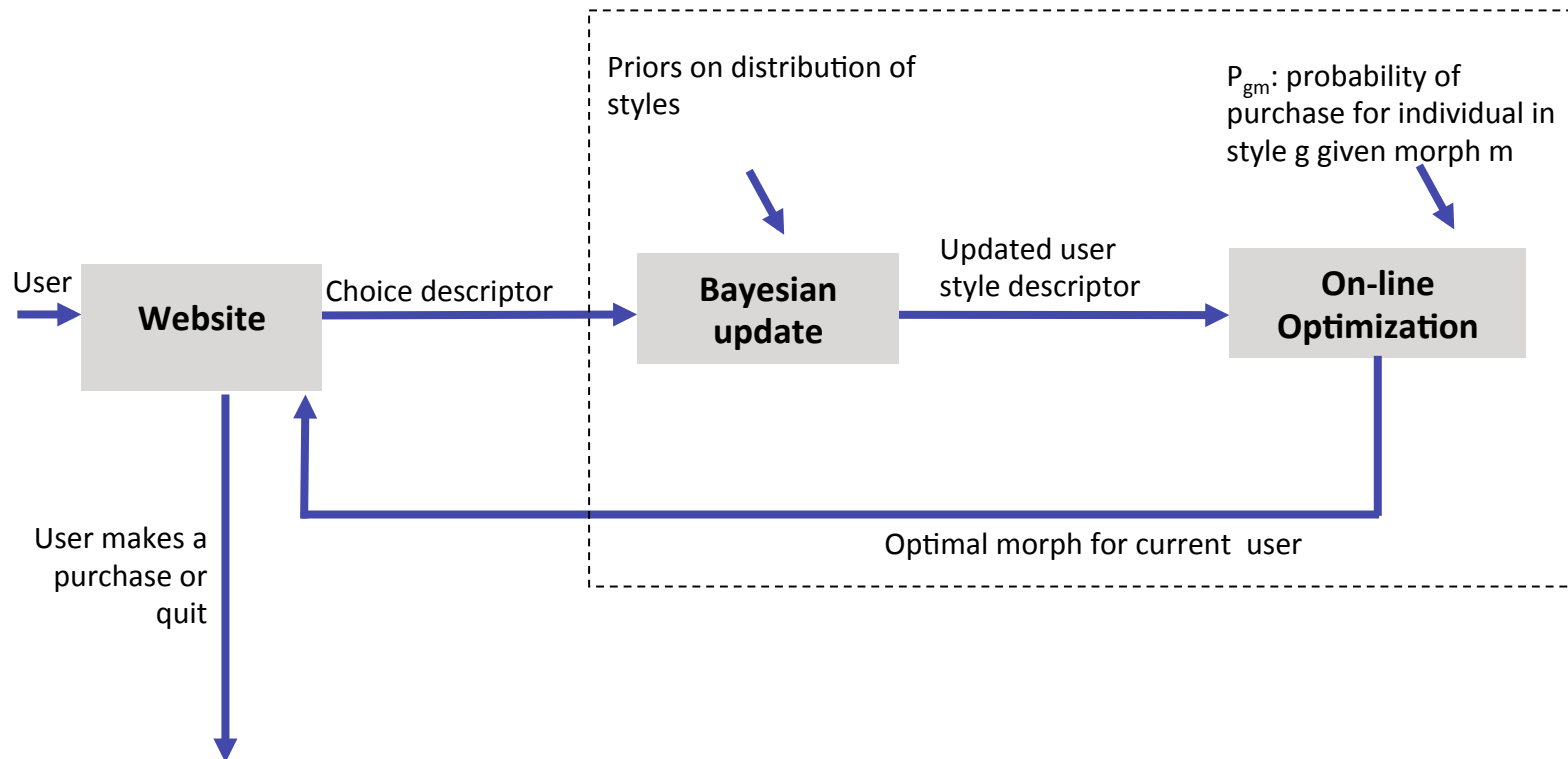 Priors on distribution of
styles
P_gm: probability of
purchase for individual in
style g given morph m
User
Website
Choice descriptor
Bayesian
update
Updated user
style descriptor
On-line
Optimization
Optimal morph for current  user
User makes a
purchase or
quit